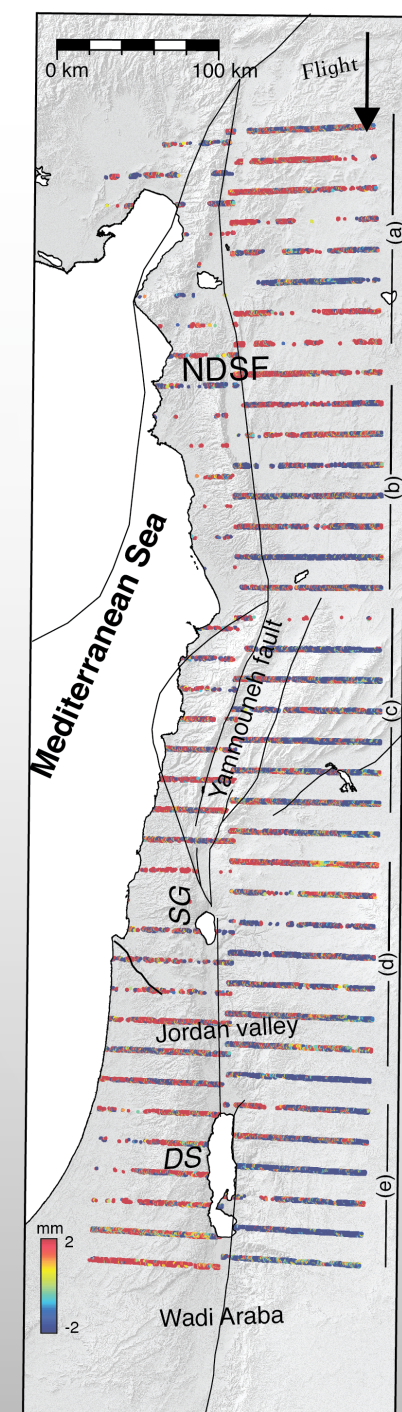 0 km
100 km
Flight
(a)
NDSF
(b)
Mediterranean Sea
Yammouneh fault
(c)
SG
(d)
Jordan valley
DS
(e)
mm
2
-2
Wadi Araba